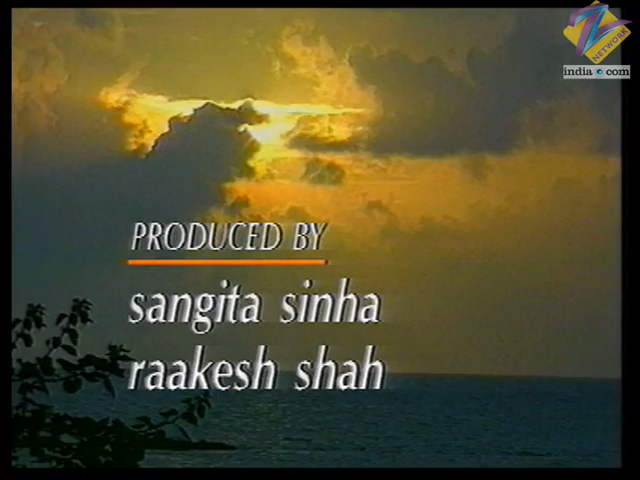 Z
NETWORK
india.com
PRODUCED BY
sangita sinha
raakesh shah